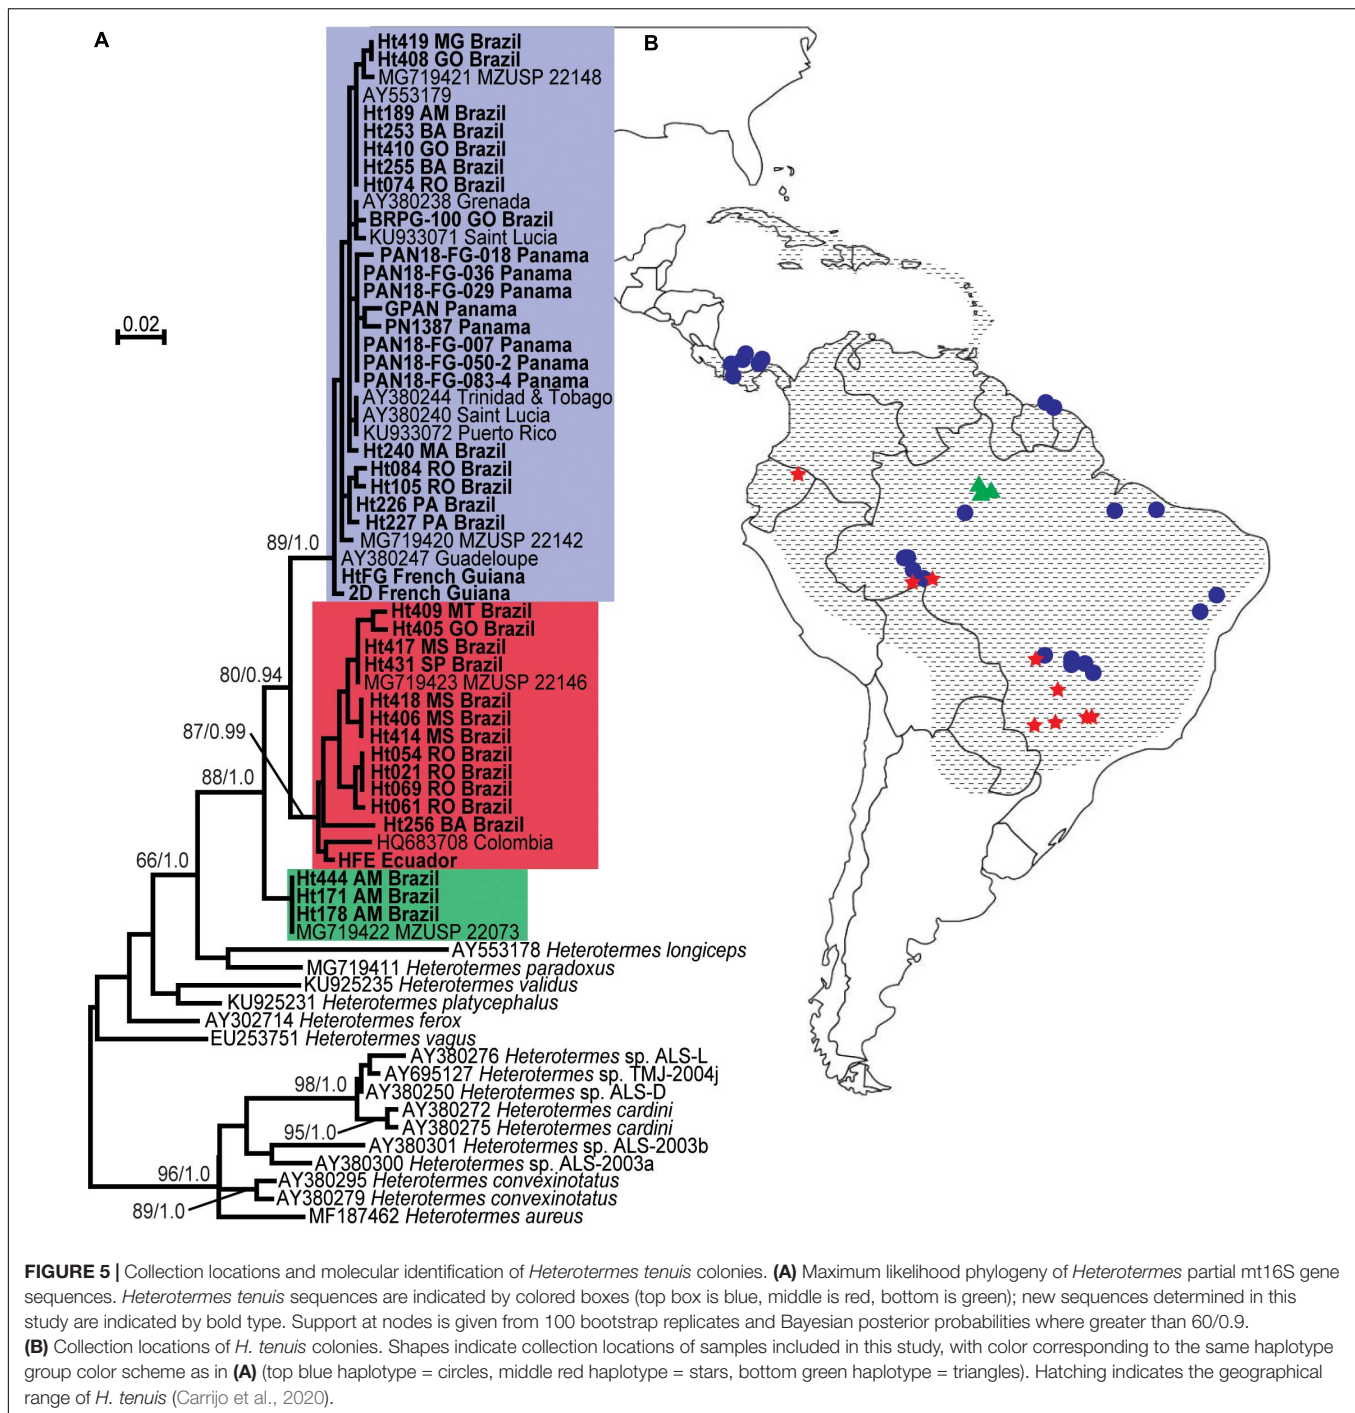 A
B
Ht419 MG Brazil
Ht408 GO Brazil
MG719421 MZUSP 22148
AY553179
Ht189 AM Brazil
Ht253 BA Brazil
Ht410 GO Brazil
Ht255 BA Brazil
Ht074 RO Brazil
AY380238 Grenada
BRPG-100 GO Brazil
KU933071 Saint Lucia
PAN18-FG-018 Panama
PAN18-FG-036 Panama
PAN18-FG-029 Panama
GPAN Panama
PN1387 Panama
PAN18-FG-007 Panama
PAN18-FG-050-2 Panama
PAN18-FG-083-4 Panama
AY380244 Trinidad & Tobago
AY380240 Saint Lucia
KU933072 Puerto Rico
Ht240 MA Brazil
Ht084 RO Brazil
Ht105 RO Brazil
Ht226 PA Brazil
Ht227 PA Brazil
MG719420 MZUSP 22142
AY380247 Guadeloupe
HtFG French Guiana
2D French Guiana
Ht409 MT Brazil
Ht405 GO Brazil
Ht417 MS Brazil
Ht431 SP Brazil
MG719423 MZUSP 22146
Ht418 MS Brazil
Ht406 MS Brazil
Ht414 MS Brazil
Ht054 RO Brazil
Ht021 RO Brazil
Ht069 RO Brazil
Ht061 RO Brazil
Ht256 BA Brazil
HQ683708 Colombia
HFE Ecuador
Ht444 AM Brazil
Ht171 AM Brazil
Ht178 AM Brazil
MG719422 MZUSP 22073
AY553178 Heterotermes longiceps
MG719411 Heterotermes paradoxus
KU925235 Heterotermes validus
KU925231 Heterotermes platycephalus
AY302714 Heterotermes ferox
EU253751 Heterotermes vagus
AY380276 Heterotermes sp. ALS-L
AY695127 Heterotermes sp. TMJ-2004j
AY380250 Heterotermes sp. ALS-D
AY380272 Heterotermes cardini
AY380275 Heterotermes cardini
AY380301 Heterotermes sp. ALS-2003b
AY380300 Heterotermes sp. ALS-2003a
AY380295 Heterotermes convexinotatus
AY380279 Heterotermes convexinotatus
MF187462 Heterotermes aureus
0.02
89/1.0
80/0.94
87/0.99
88/1.0
66/1.0
98/1.0
95/1.0
96/1.0
89/1.0
FIGURE 5 | Collection locations and molecular identification of Heterotermes tenuis colonies. (A) Maximum likelihood phylogeny of Heterotermes partial mt16S gene
sequences. Heterotermes tenuis sequences are indicated by colored boxes (top box is blue, middle is red, bottom is green); new sequences determined in this
study are indicated by bold type. Support at nodes is given from 100 bootstrap replicates and Bayesian posterior probabilities where greater than 60/0.9.
(B) Collection locations of H. tenuis colonies. Shapes indicate collection locations of samples included in this study, with color corresponding to the same haplotype
group color scheme as in (A) (top blue haplotype = circles, middle red haplotype = stars, bottom green haplotype = triangles). Hatching indicates the geographical
range of H. tenuis (Carrijo et al., 2020).